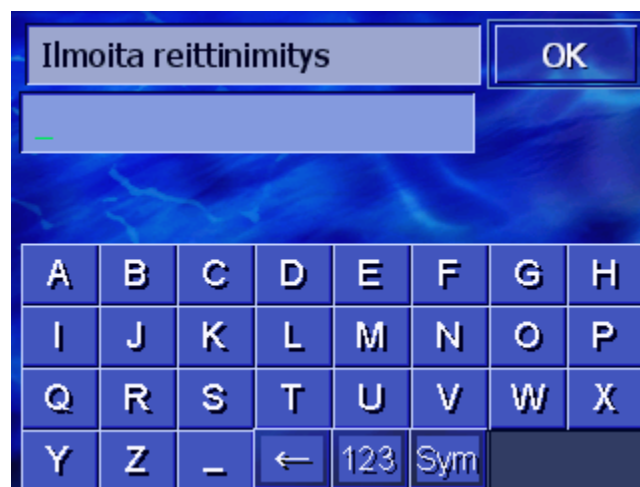 Ilmoita reittinimitys OK
_
A B C D E F G H
I J K L M N O P
Q R S T U V W X
Y Z _ ← 123 Sym